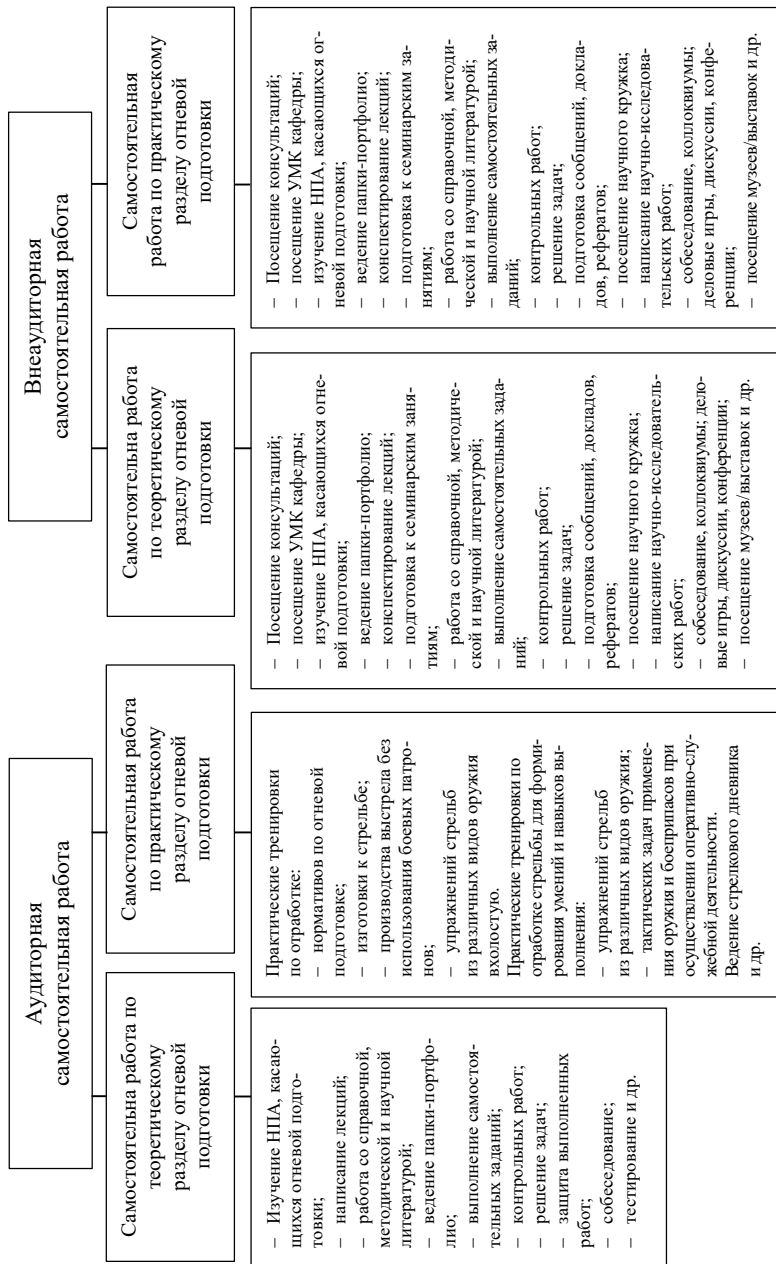 Аудиторная
самостоятельная работа
Самостоятельна работа по
теоретическому
разделу огневой
подготовки
– Изучение НПА, касаю-
щихся огневой подго-
товки;
– написание лекций;
– работа со справочной,
методической и научной
литературой;
– ведение папки-портфо-
лио;
– выполнение самостоя-
тельных заданий;
– контрольных работ;
– решение задач;
– защита выполненных
работ;
– собеседование;
– тестирование и др.
Самостоятельная работа
по практическому
разделу огневой
подготовки
Практические тренировки
по отработке:
– нормативов по огневой
подготовке;
– изготовки к стрельбе;
– производства выстрела без
использования боевых патро-
нов;
– упражнений стрельб
из различных видов оружия
вхолостую.
Практические тренировки по
отработке стрельбы для форми-
рования умений и навыков вы-
полнения:
– упражнений стрельб
из различных видов оружия;
– тактических задач примене-
ния оружия и боеприпасов при
осуществлении оперативно-слу-
жебной деятельности.
Ведение стрелкового дневника
и др.
Внеаудиторная
самостоятельная работа
Самостоятельна работа
по теоретическому
разделу огневой
подготовки
– Посещение консультаций;
– посещение УМК кафедры;
– изучение НПА, касающихся огне-
вой подготовки;
– ведение папки-портфолио;
– конспектирование лекций;
– подготовка к семинарским заня-
тиям;
– работа со справочной, методиче-
ской и научной литературой;
– выполнение самостоятельных зада-
ний;
– контрольных работ;
– решение задач;
– подготовка сообщений, докладов,
рефератов;
– посещение научного кружка;
– написание научно-исследователь-
ских работ;
– собеседование, коллоквиумы; дело-
вые игры, дискуссии, конференции;
– посещение музеев/выставок и др.
Самостоятельная
работа по практическому
разделу огневой
подготовки
– Посещение консультаций;
– посещение УМК кафедры;
– изучение НПА, касающихся ог-
невой подготовки;
– ведение папки-портфолио;
– конспектирование лекций;
– подготовка к семинарским за-
нятиям;
– работа со справочной, методи-
ческой и научной литературой;
– выполнение самостоятельных за-
даний;
– контрольных работ;
– решение задач;
– подготовка сообщений, докла-
дов, рефератов;
– посещение научного кружка;
– написание научно-исследова-
тельских работ;
– собеседование, коллоквиумы;
деловые игры, дискуссии, конфе-
ренции;
– посещение музеев/выставок и др.